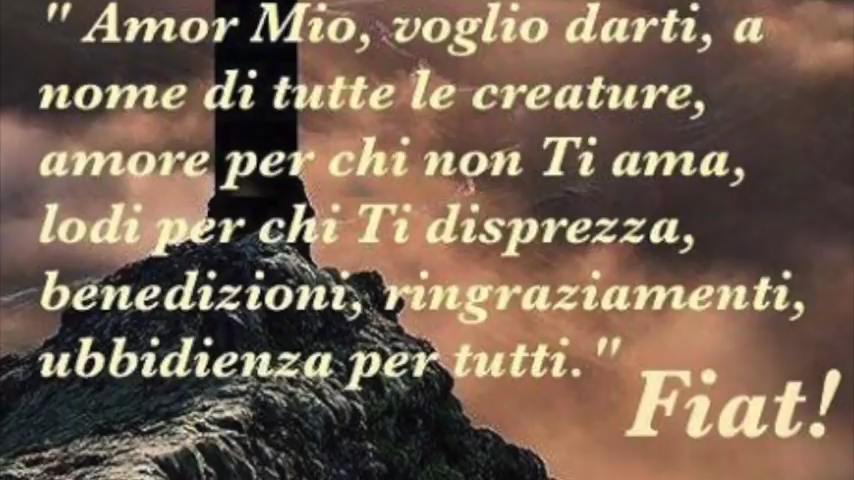 " Amor Mio, voglio darti, a
nome di tutte le creature,
amore per chi non Ti ama,
lodi per chi Ti disprezza,
benedizioni, ringraziamenti,
ubbidienza per tutti."
Fiat!